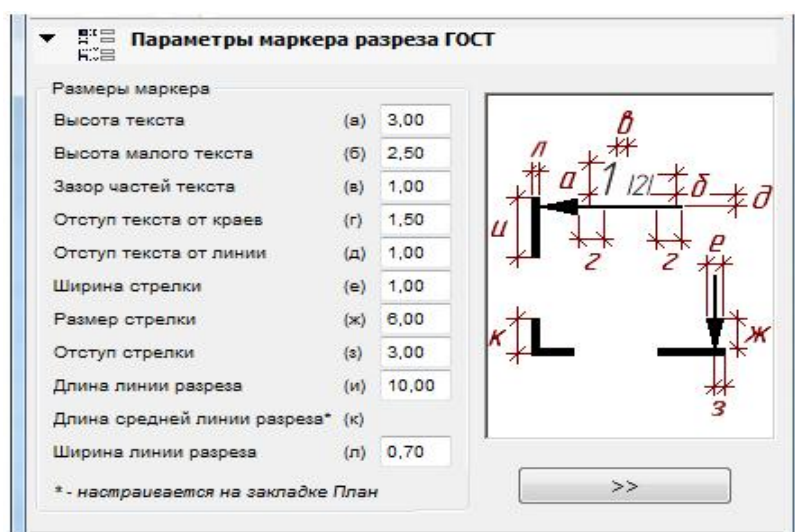 Параметры маркера разреза ГОСТ
Размеры маркера
Высота текста (а) 3,00
Высота малого текста (б) 2,50
Зазор частей текста (в) 1,00
Отступ текста от краев (г) 1,50
Отступ текста от линии (д) 1,00
Ширина стрелки (е) 1,00
Размер стрелки (ж) 6,00
Отступ стрелки (з) 3,00
Длина линии разреза (и) 10,00
Длина средней линии разреза* (к)
Ширина линии разреза (л) 0,70
* - настраивается на закладке План
в
л а 1 /2/ б д
и г г е
к ж
з
>>